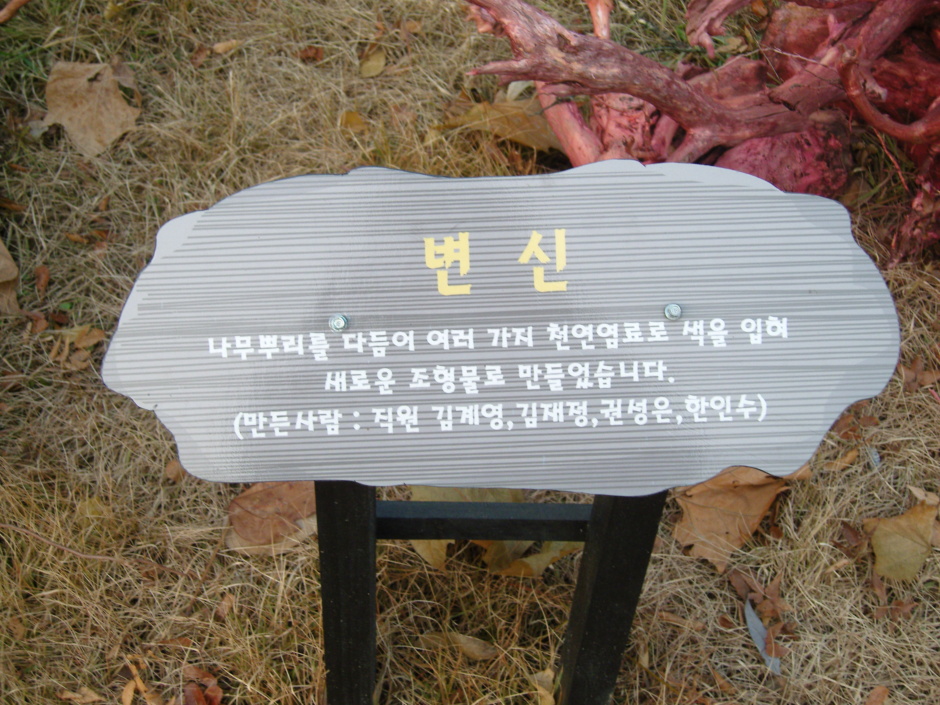 변 신
나무뿌리를 다듬어 여러 가지 천연염료로 색을 입혀
새로운 조형물로 만들었습니다.
(만든사람 : 직원 김계영,김재정,권성은,한인수)